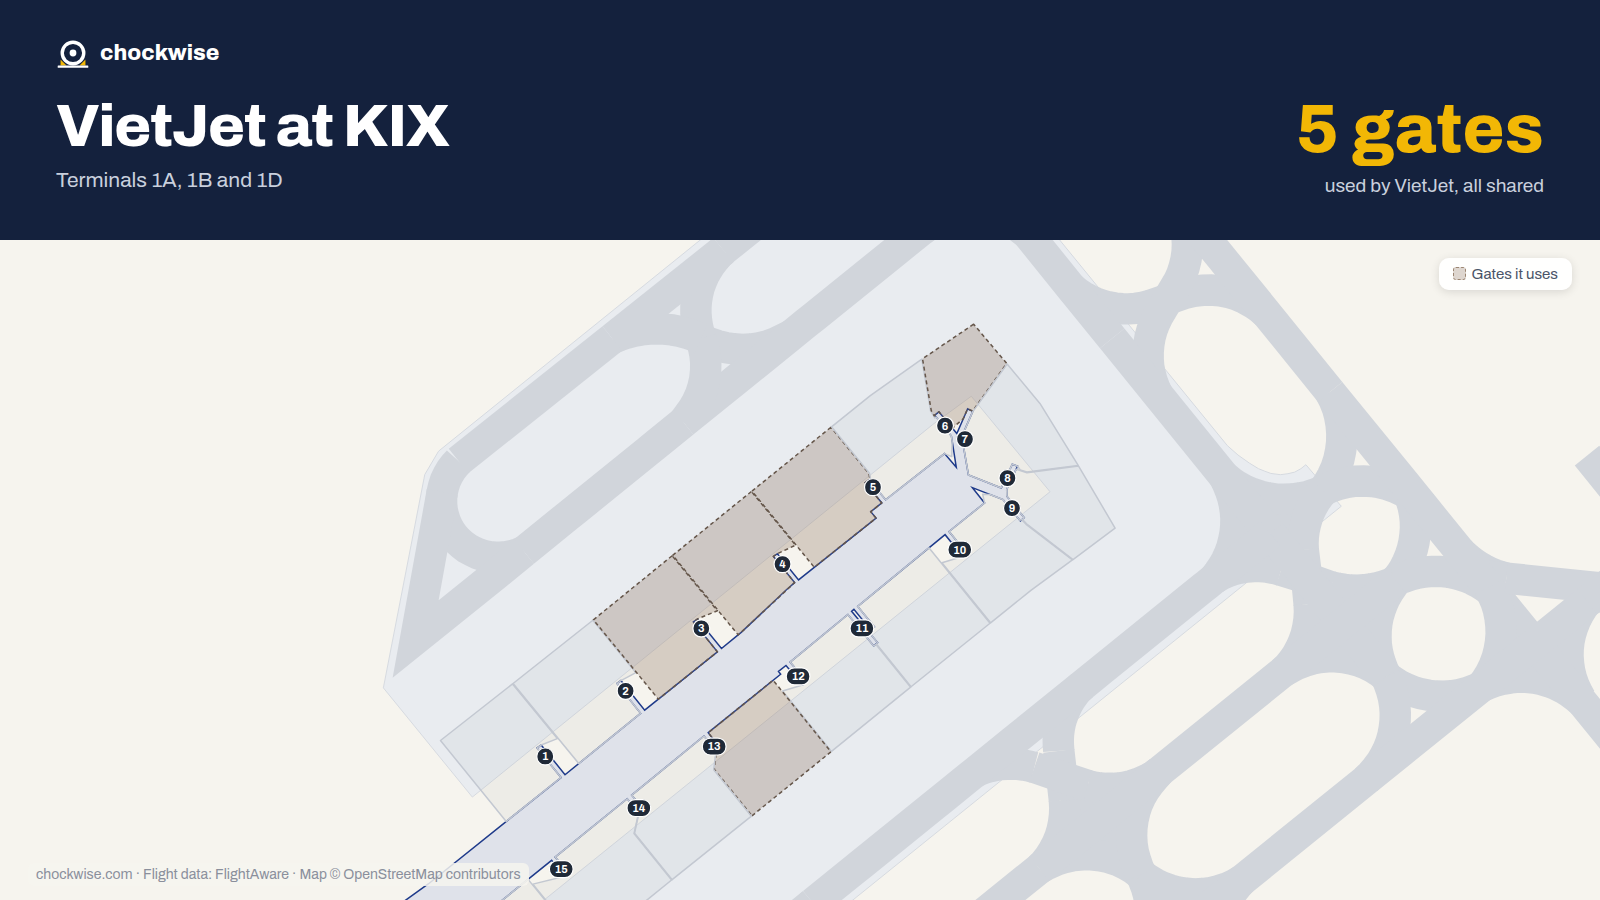 chockwise
VietJet at KIX
Terminals 1A, 1B and 1D
5 gates
used by VietJet, all shared
Gates it uses
6
7
8
5
9
10
4
3
11
12
2
13
1
14
15
chockwise.com · Flight data: FlightAware · Map © OpenStreetMap contributors